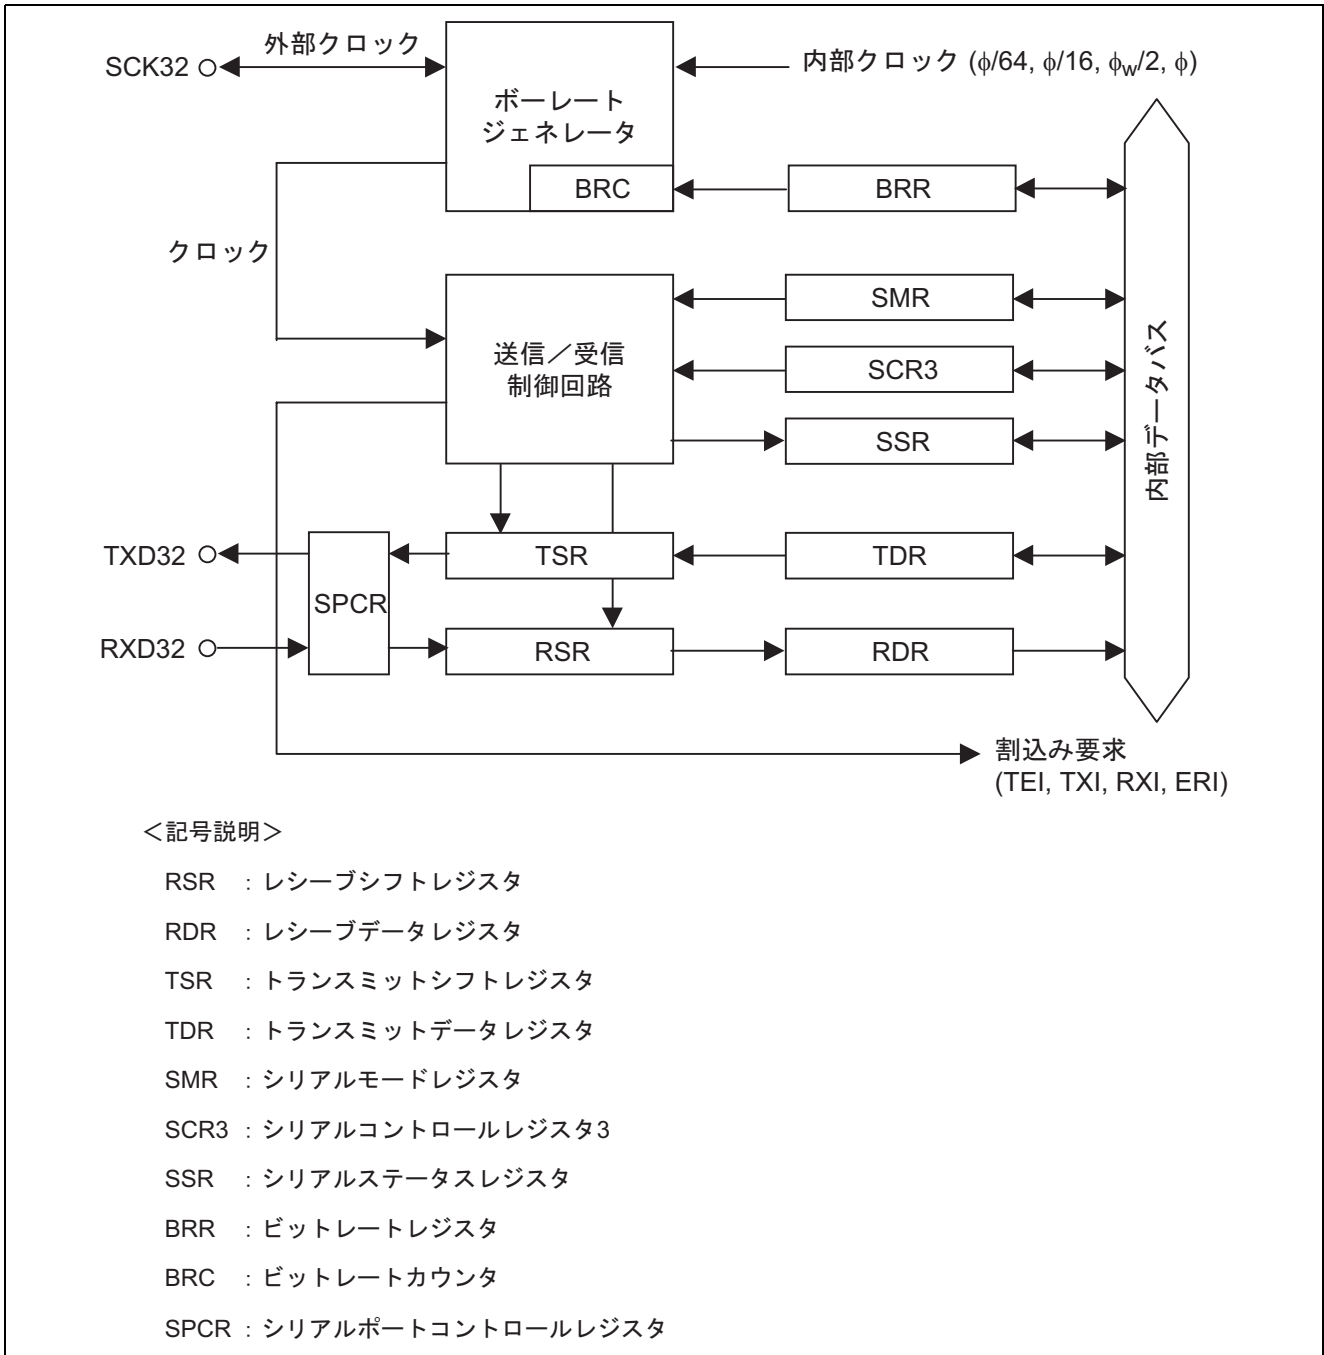 外部クロック
SCK32
内部クロック (φ/64, φ/16, φw/2, φ)
ボーレート
ジェネレータ
BRC
BRR
クロック
SMR
送信／受信
制御回路
SCR3
SSR
内部データバス
TXD32
TSR
TDR
SPCR
RXD32
RSR
RDR
割込み要求
(TEI, TXI, RXI, ERI)
＜記号説明＞
RSR : レシーブシフトレジスタ
RDR : レシーブデータレジスタ
TSR : トランスミットシフトレジスタ
TDR : トランスミットデータレジスタ
SMR : シリアルモードレジスタ
SCR3 : シリアルコントロールレジスタ3
SSR : シリアルステータスレジスタ
BRR : ビットレートレジスタ
BRC : ビットレートカウンタ
SPCR : シリアルポートコントロールレジスタ